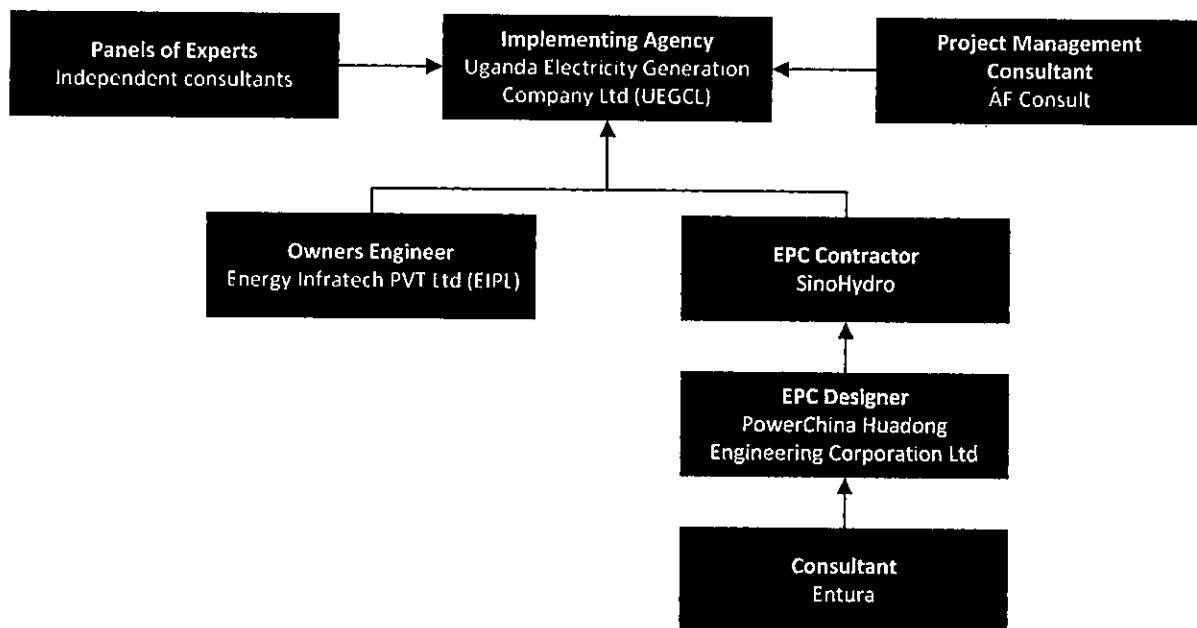 Panels of Experts
Independent consultants
Implementing Agency
Uganda Electricity Generation
Company Ltd (UEGCL)
Project Management
Consultant
ÁF Consult
Owners Engineer
Energy Infratech PVT Ltd (EIPL)
EPC Contractor
SinoHydro
EPC Designer
PowerChina Huadong
Engineering Corporation Ltd
Consultant
Entura